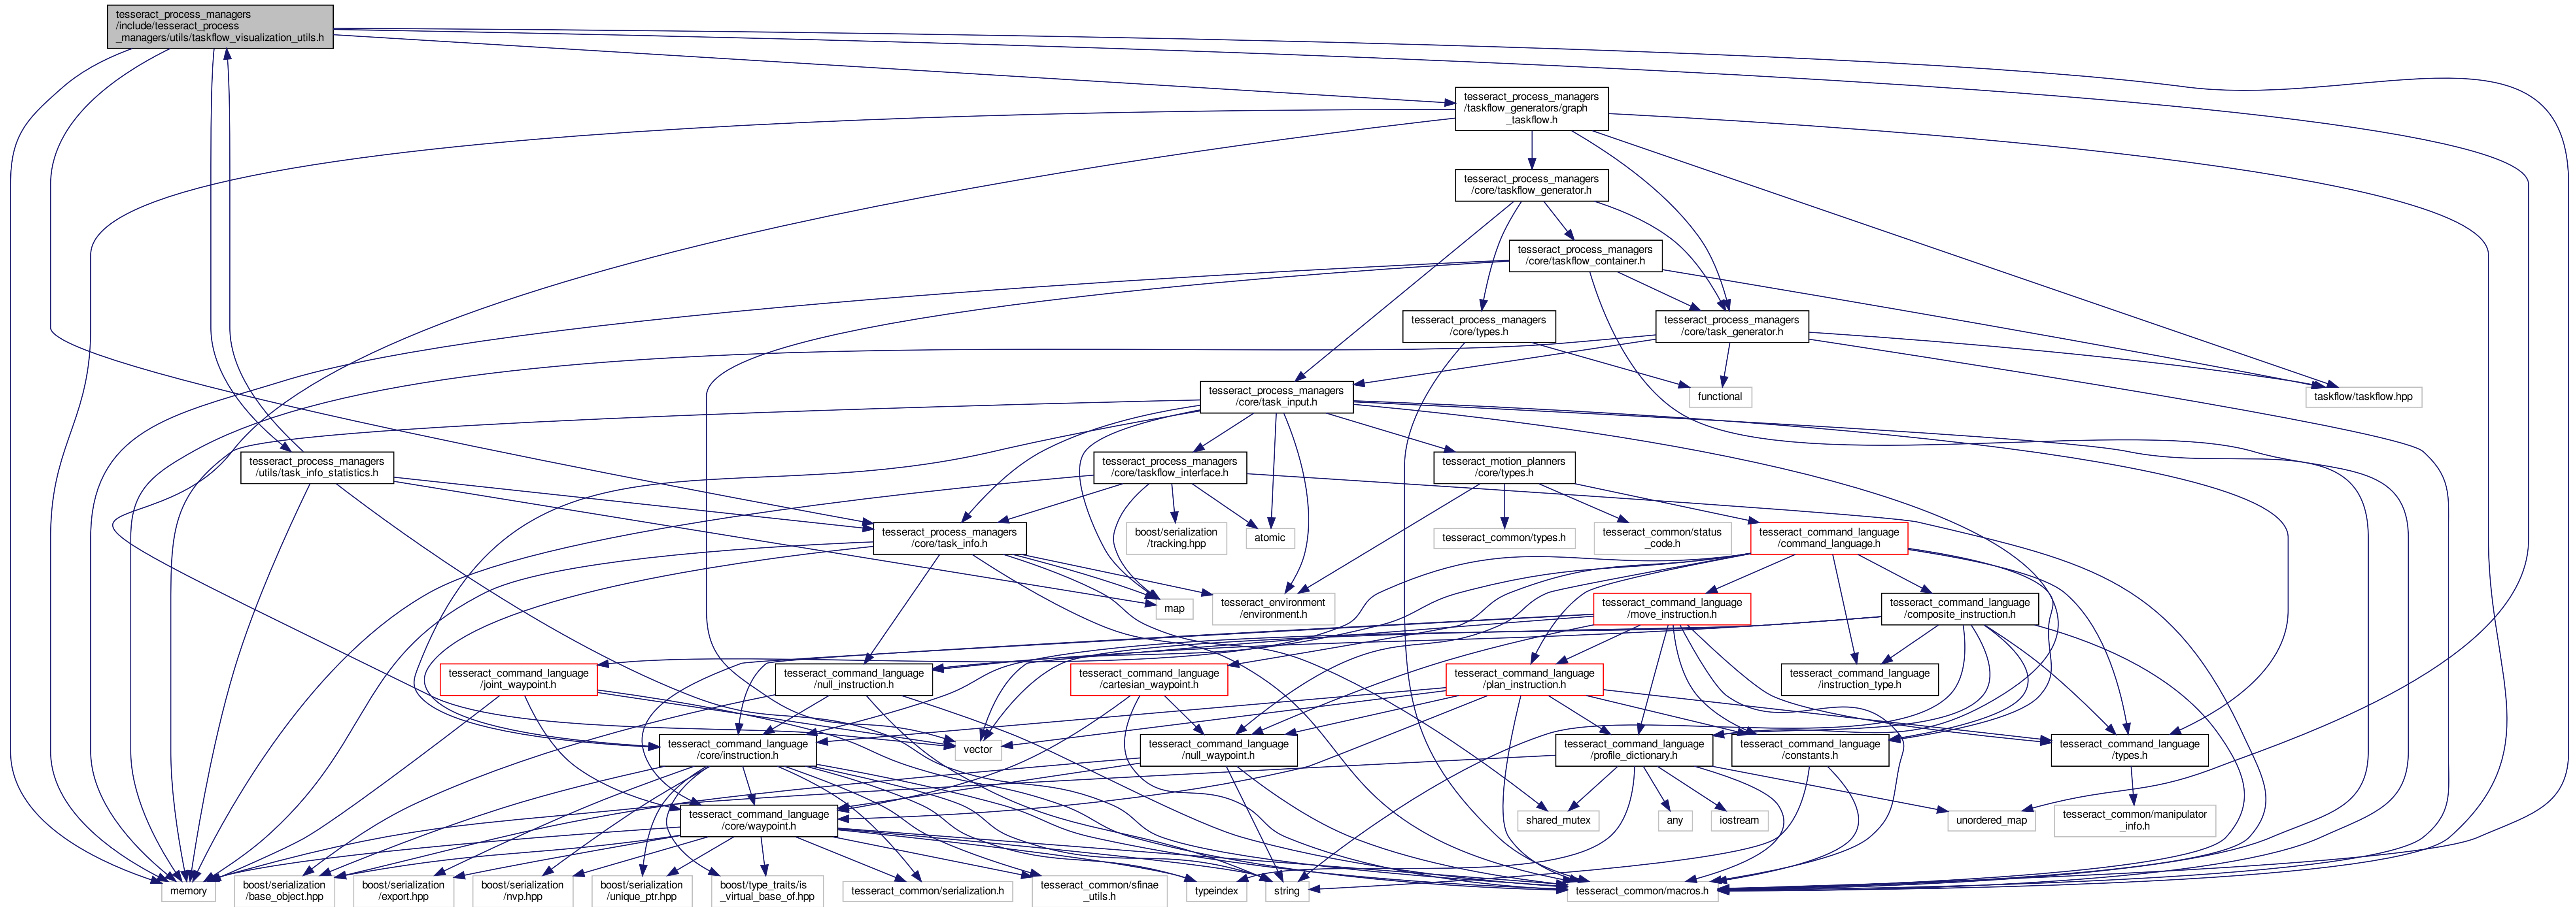 tesseract_process_managers
/include/tesseract_process
_managers/utils/taskflow_visualization_utils.h
tesseract_process_managers
/taskflow_generators/graph
_taskflow.h
tesseract_process_managers
/core/taskflow_generator.h
tesseract_process_managers
/core/taskflow_container.h
tesseract_process_managers
/core/types.h
tesseract_process_managers
/core/task_generator.h
tesseract_process_managers
/core/task_input.h
functional
taskflow/taskflow.hpp
tesseract_process_managers
/utils/task_info_statistics.h
tesseract_process_managers
/core/taskflow_interface.h
tesseract_motion_planners
/core/types.h
tesseract_process_managers
/core/task_info.h
boost/serialization
/tracking.hpp
atomic
tesseract_common/types.h
tesseract_common/status
_code.h
tesseract_command_language
/command_language.h
map
tesseract_environment
/environment.h
tesseract_command_language
/move_instruction.h
tesseract_command_language
/composite_instruction.h
tesseract_command_language
/joint_waypoint.h
tesseract_command_language
/null_instruction.h
tesseract_command_language
/cartesian_waypoint.h
tesseract_command_language
/plan_instruction.h
tesseract_command_language
/instruction_type.h
tesseract_command_language
/core/instruction.h
vector
tesseract_command_language
/null_waypoint.h
tesseract_command_language
/profile_dictionary.h
tesseract_command_language
/constants.h
tesseract_command_language
/types.h
tesseract_command_language
/core/waypoint.h
shared_mutex
any
iostream
unordered_map
tesseract_common/manipulator
_info.h
memory
boost/serialization
/base_object.hpp
boost/serialization
/export.hpp
boost/serialization
/nvp.hpp
boost/serialization
/unique_ptr.hpp
boost/type_traits/is
_virtual_base_of.hpp
tesseract_common/serialization.h
tesseract_common/sfinae
_utils.h
typeindex
string
tesseract_common/macros.h